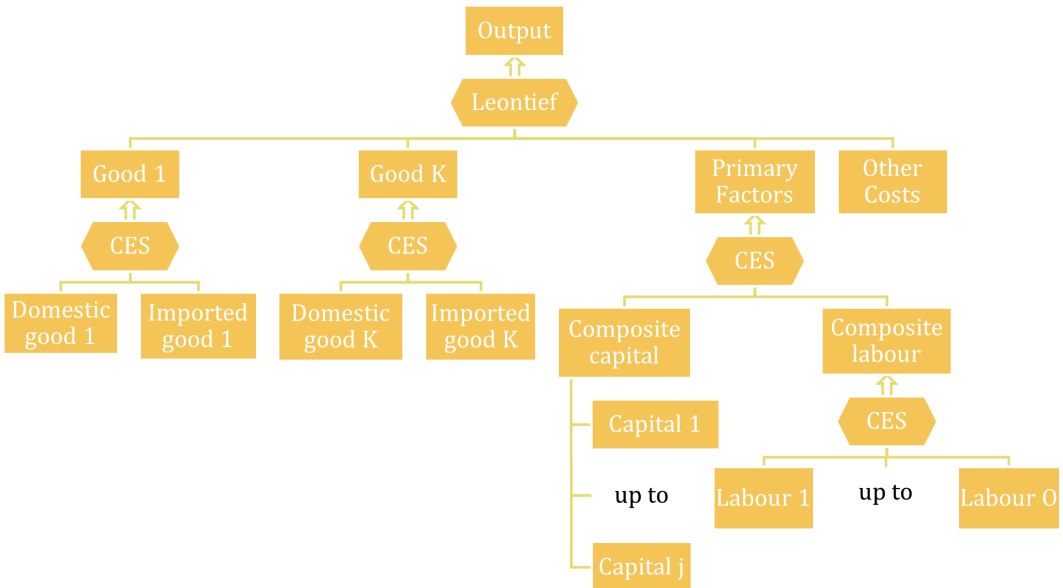 Output
Leontief
Good 1
Good K
Primary
Factors
Other
Costs
CES
CES
CES
Domestic
good 1
Imported
good 1
Domestic
good K
Imported
good K
Composite
capital
Composite
labour
Capital 1
CES
up to
Labour 1
up to
Labour O
Capital j